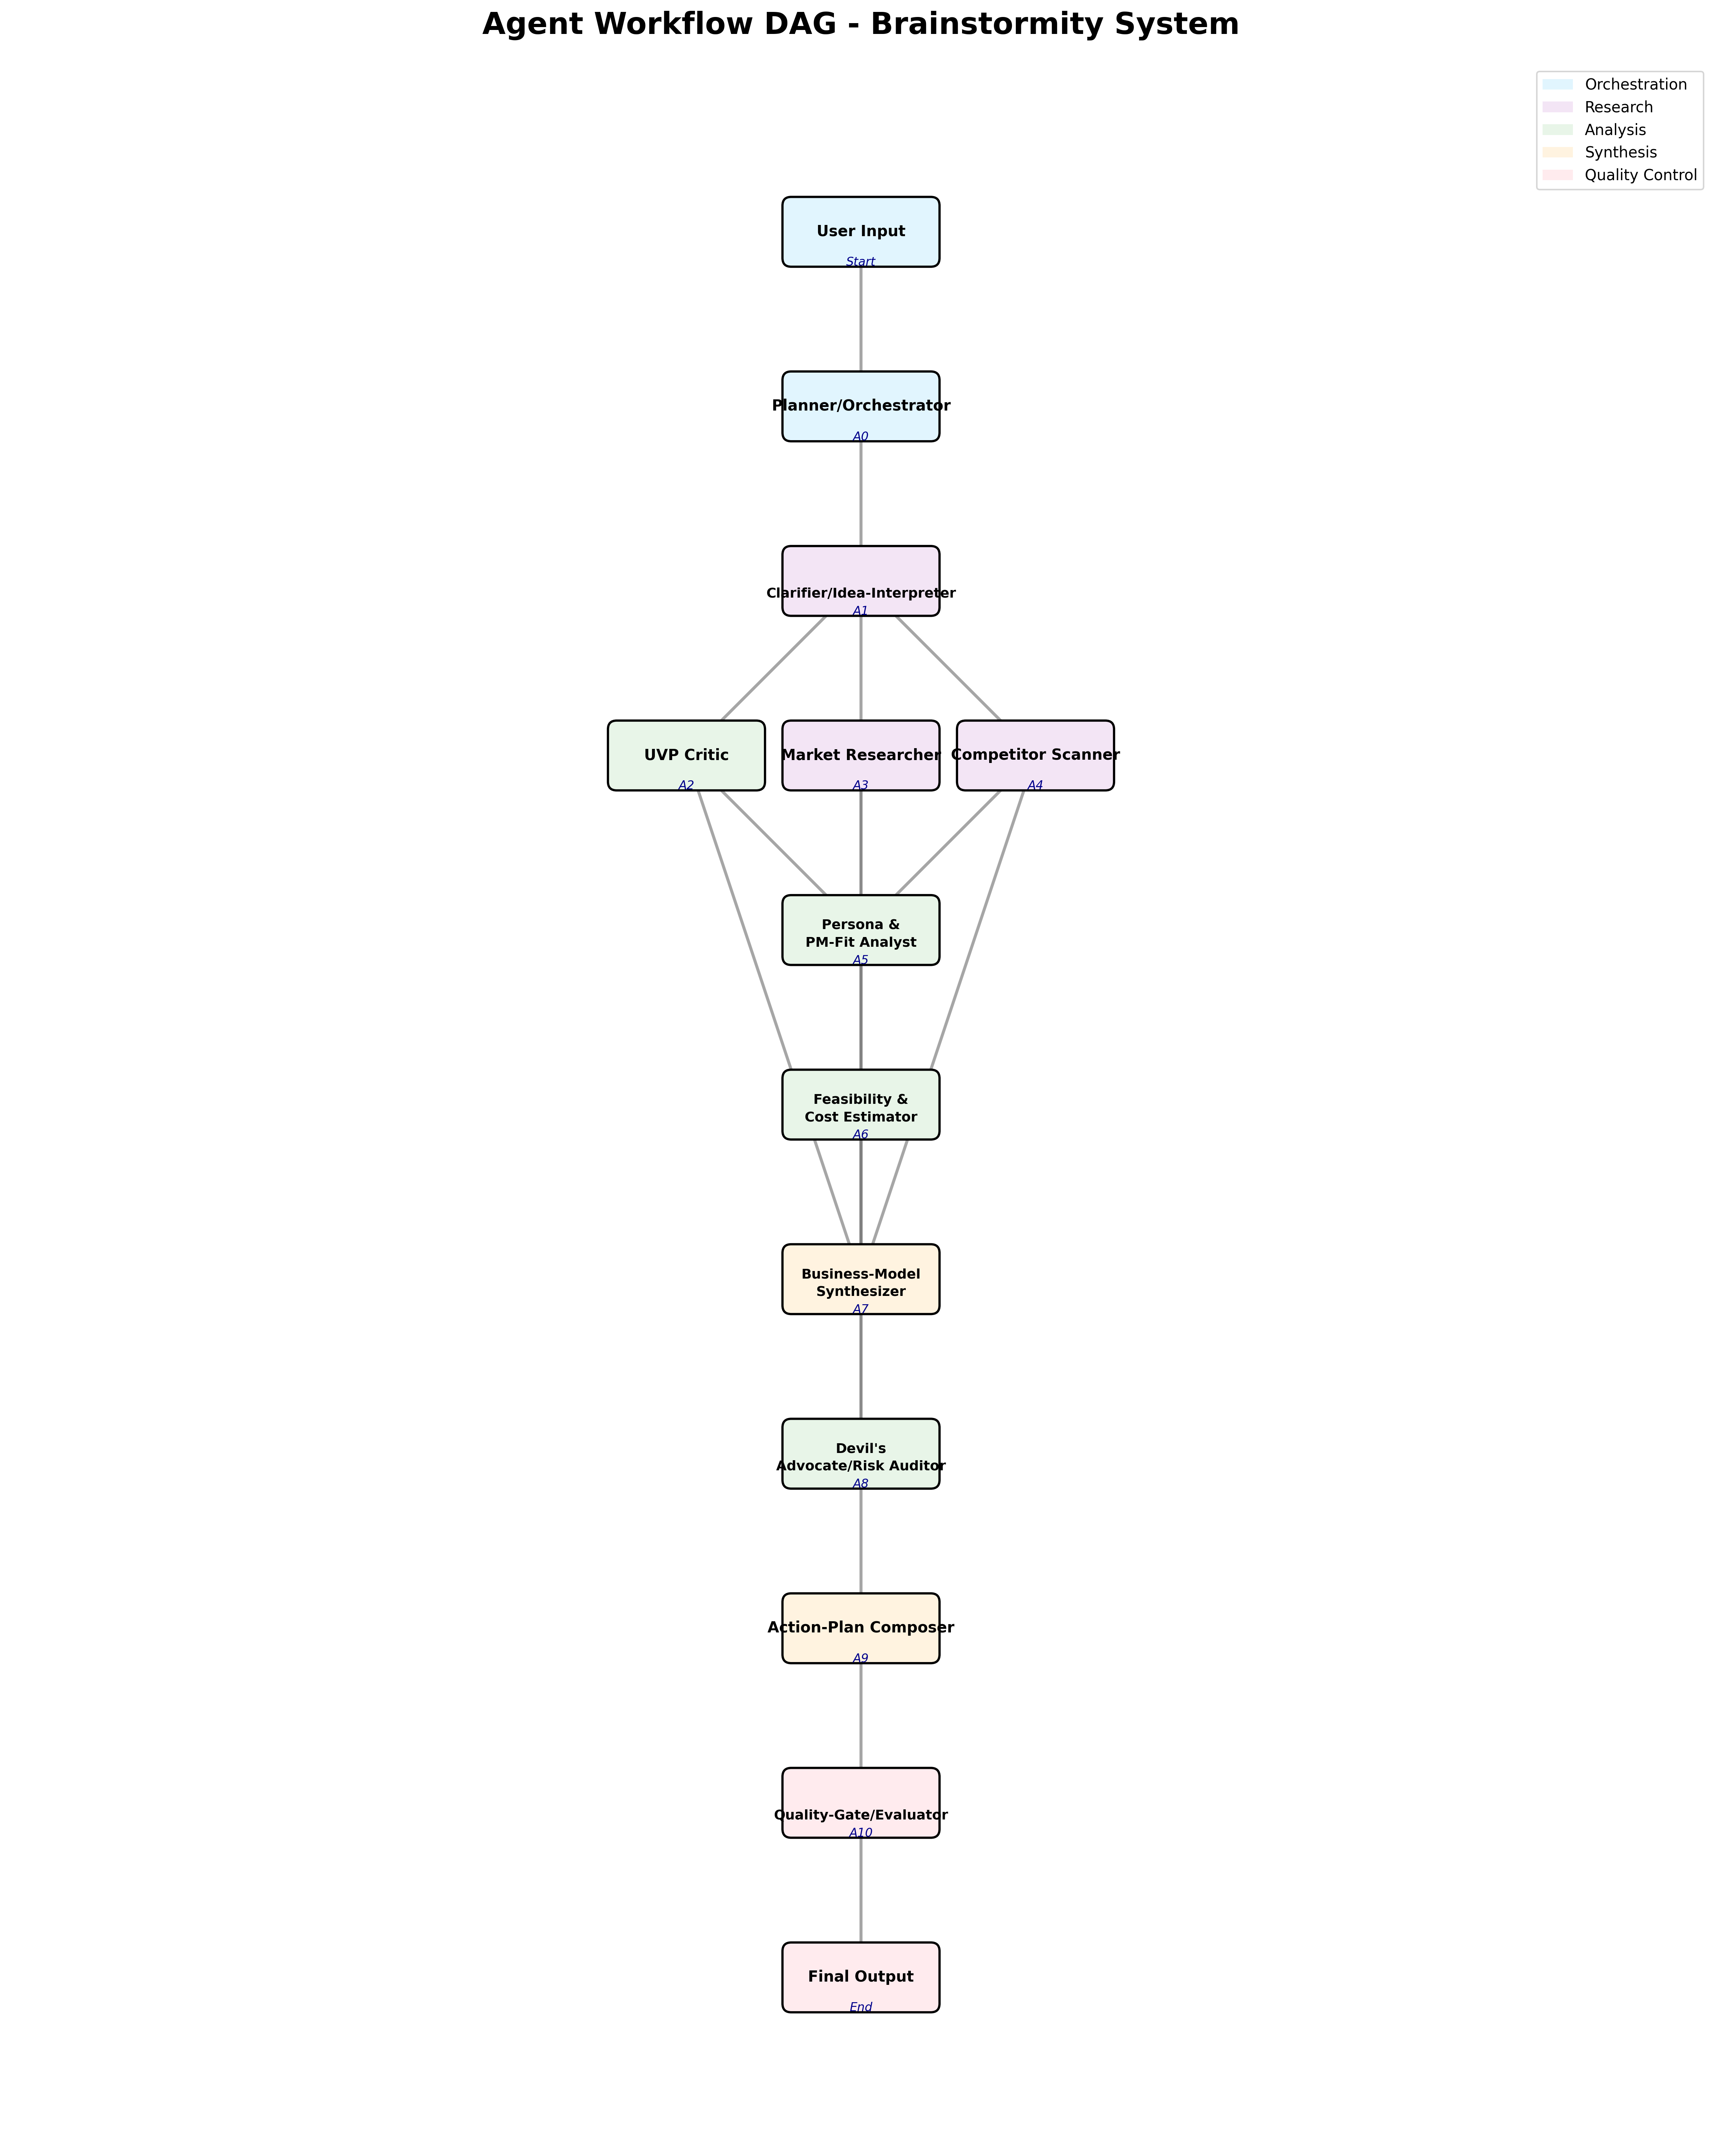 Agent Workflow DAG - Brainstormity System
Orchestration
Research
Analysis
Synthesis
Quality Control
User Input
Start
Planner/Orchestrator
A0
Clarifier/Idea-Interpreter
A1
UVP Critic
A2
Market Researcher
A3
Competitor Scanner
A4
Persona &
PM-Fit Analyst
A5
Feasibility &
Cost Estimator
A6
Business-Model
Synthesizer
A7
Devil's
Advocate/Risk Auditor
A8
Action-Plan Composer
A9
Quality-Gate/Evaluator
A10
Final Output
End